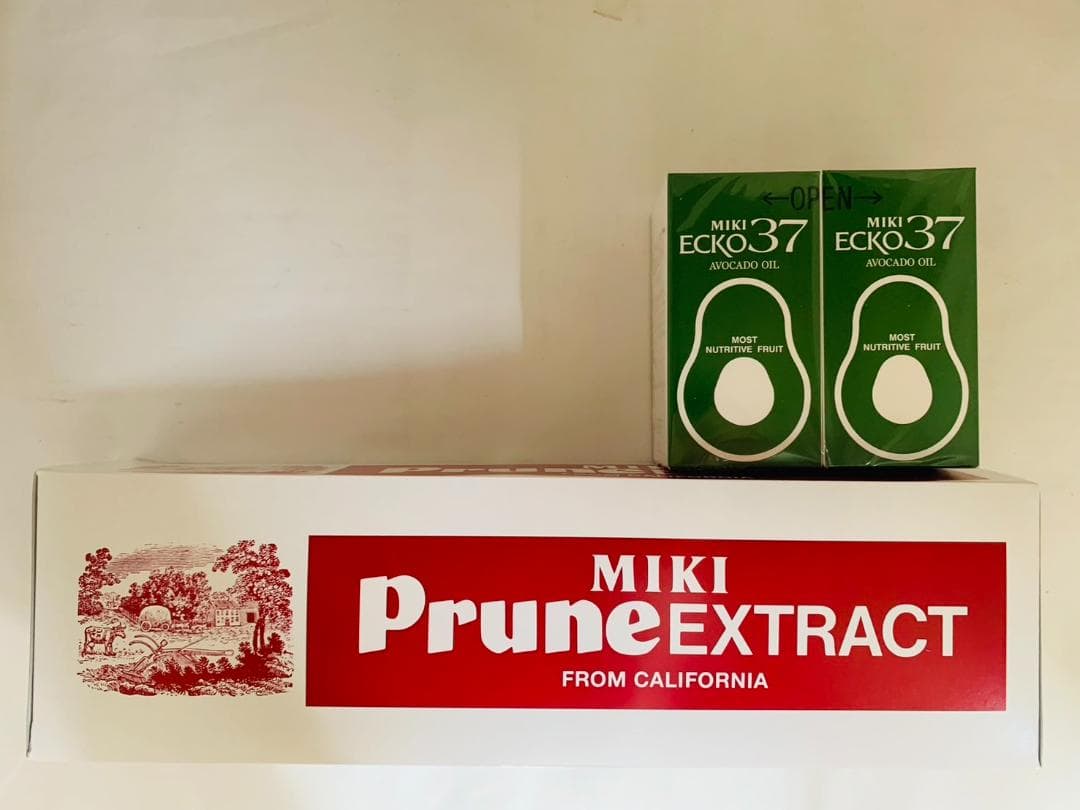 ←OPEN→
MIKI
ECKO37
AVOCADO OIL
MOST
NUTRITIVE FRUIT
MIKI
ECKO37
AVOCADO OIL
MOST
NUTRITIVE FRUIT
Prune
MIKI
Prune EXTRACT
FROM CALIFORNIA